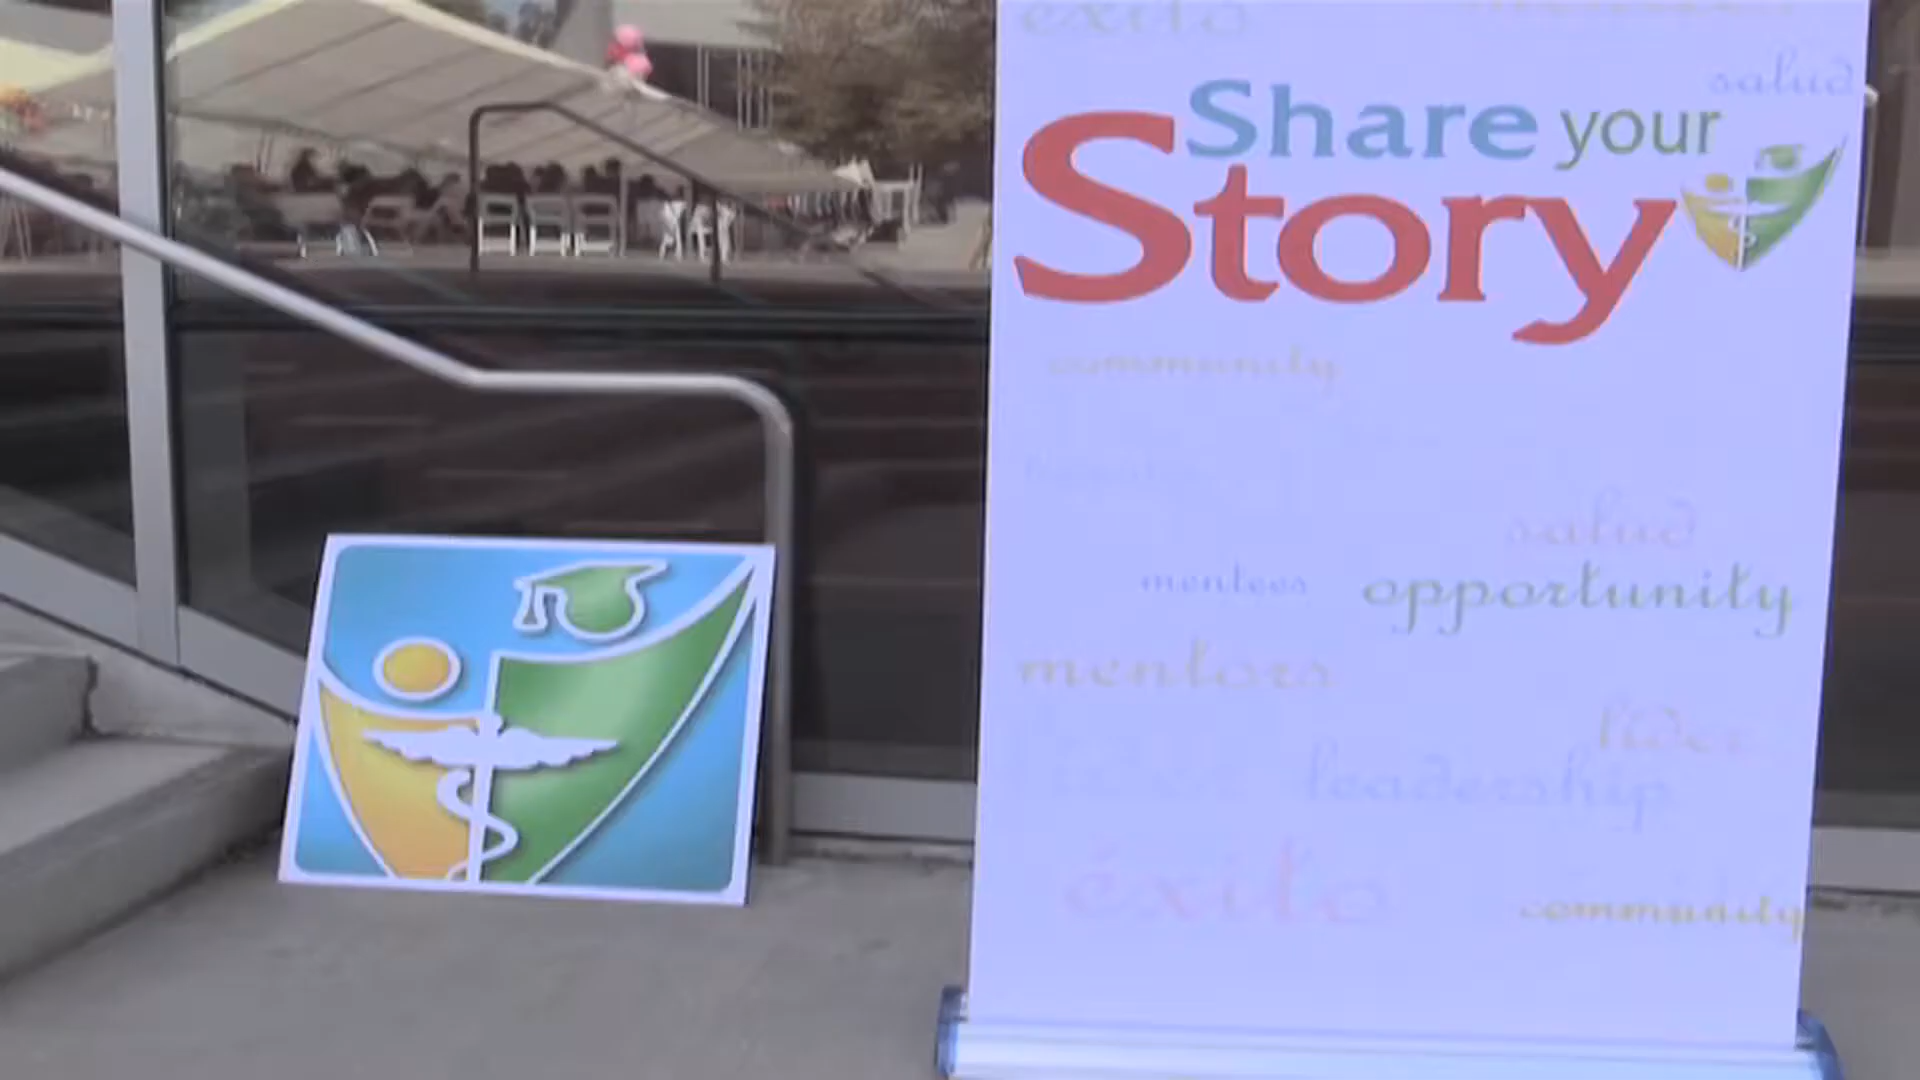 éxito
salud
Share your
Story
community
salud
mentees opportunity
mentors
líder
leadership
éxito
community